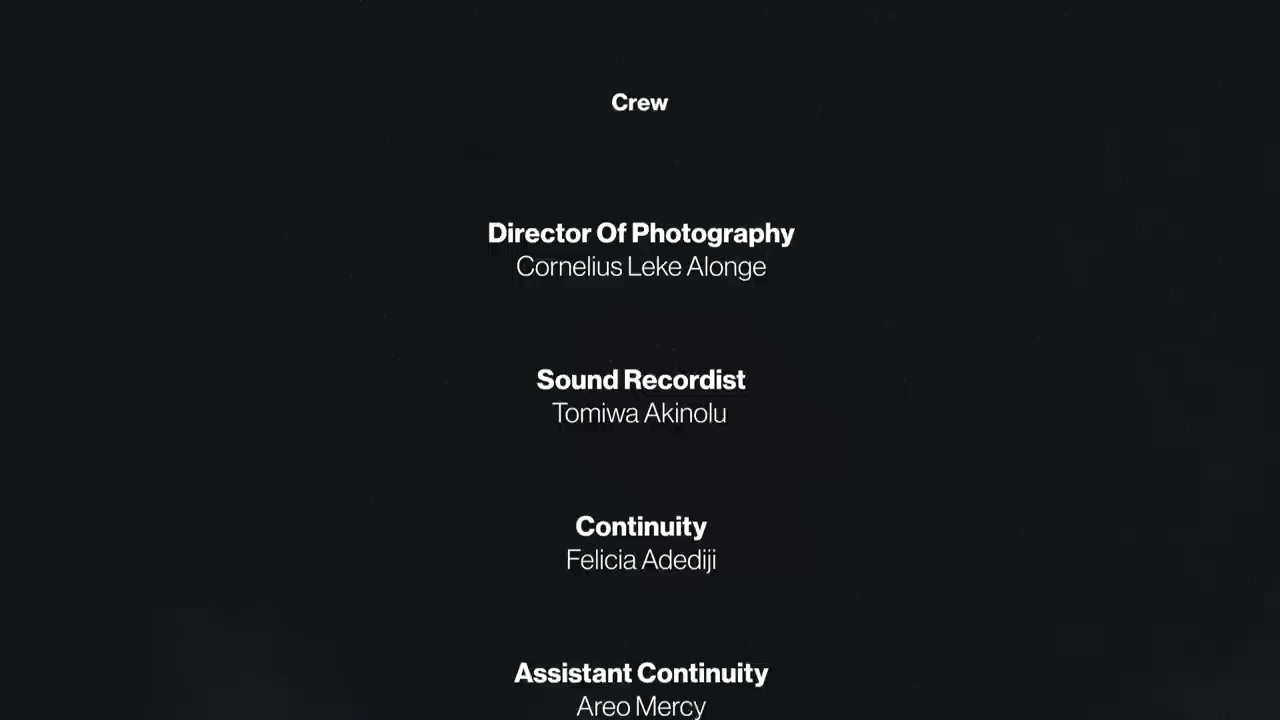 Crew
Director Of Photography
Cornelius Leke Alonge
Sound Recordist
Tomiwa Akinolu
Continuity
Felicia Adediji
Assistant Continuity
Areo Mercy